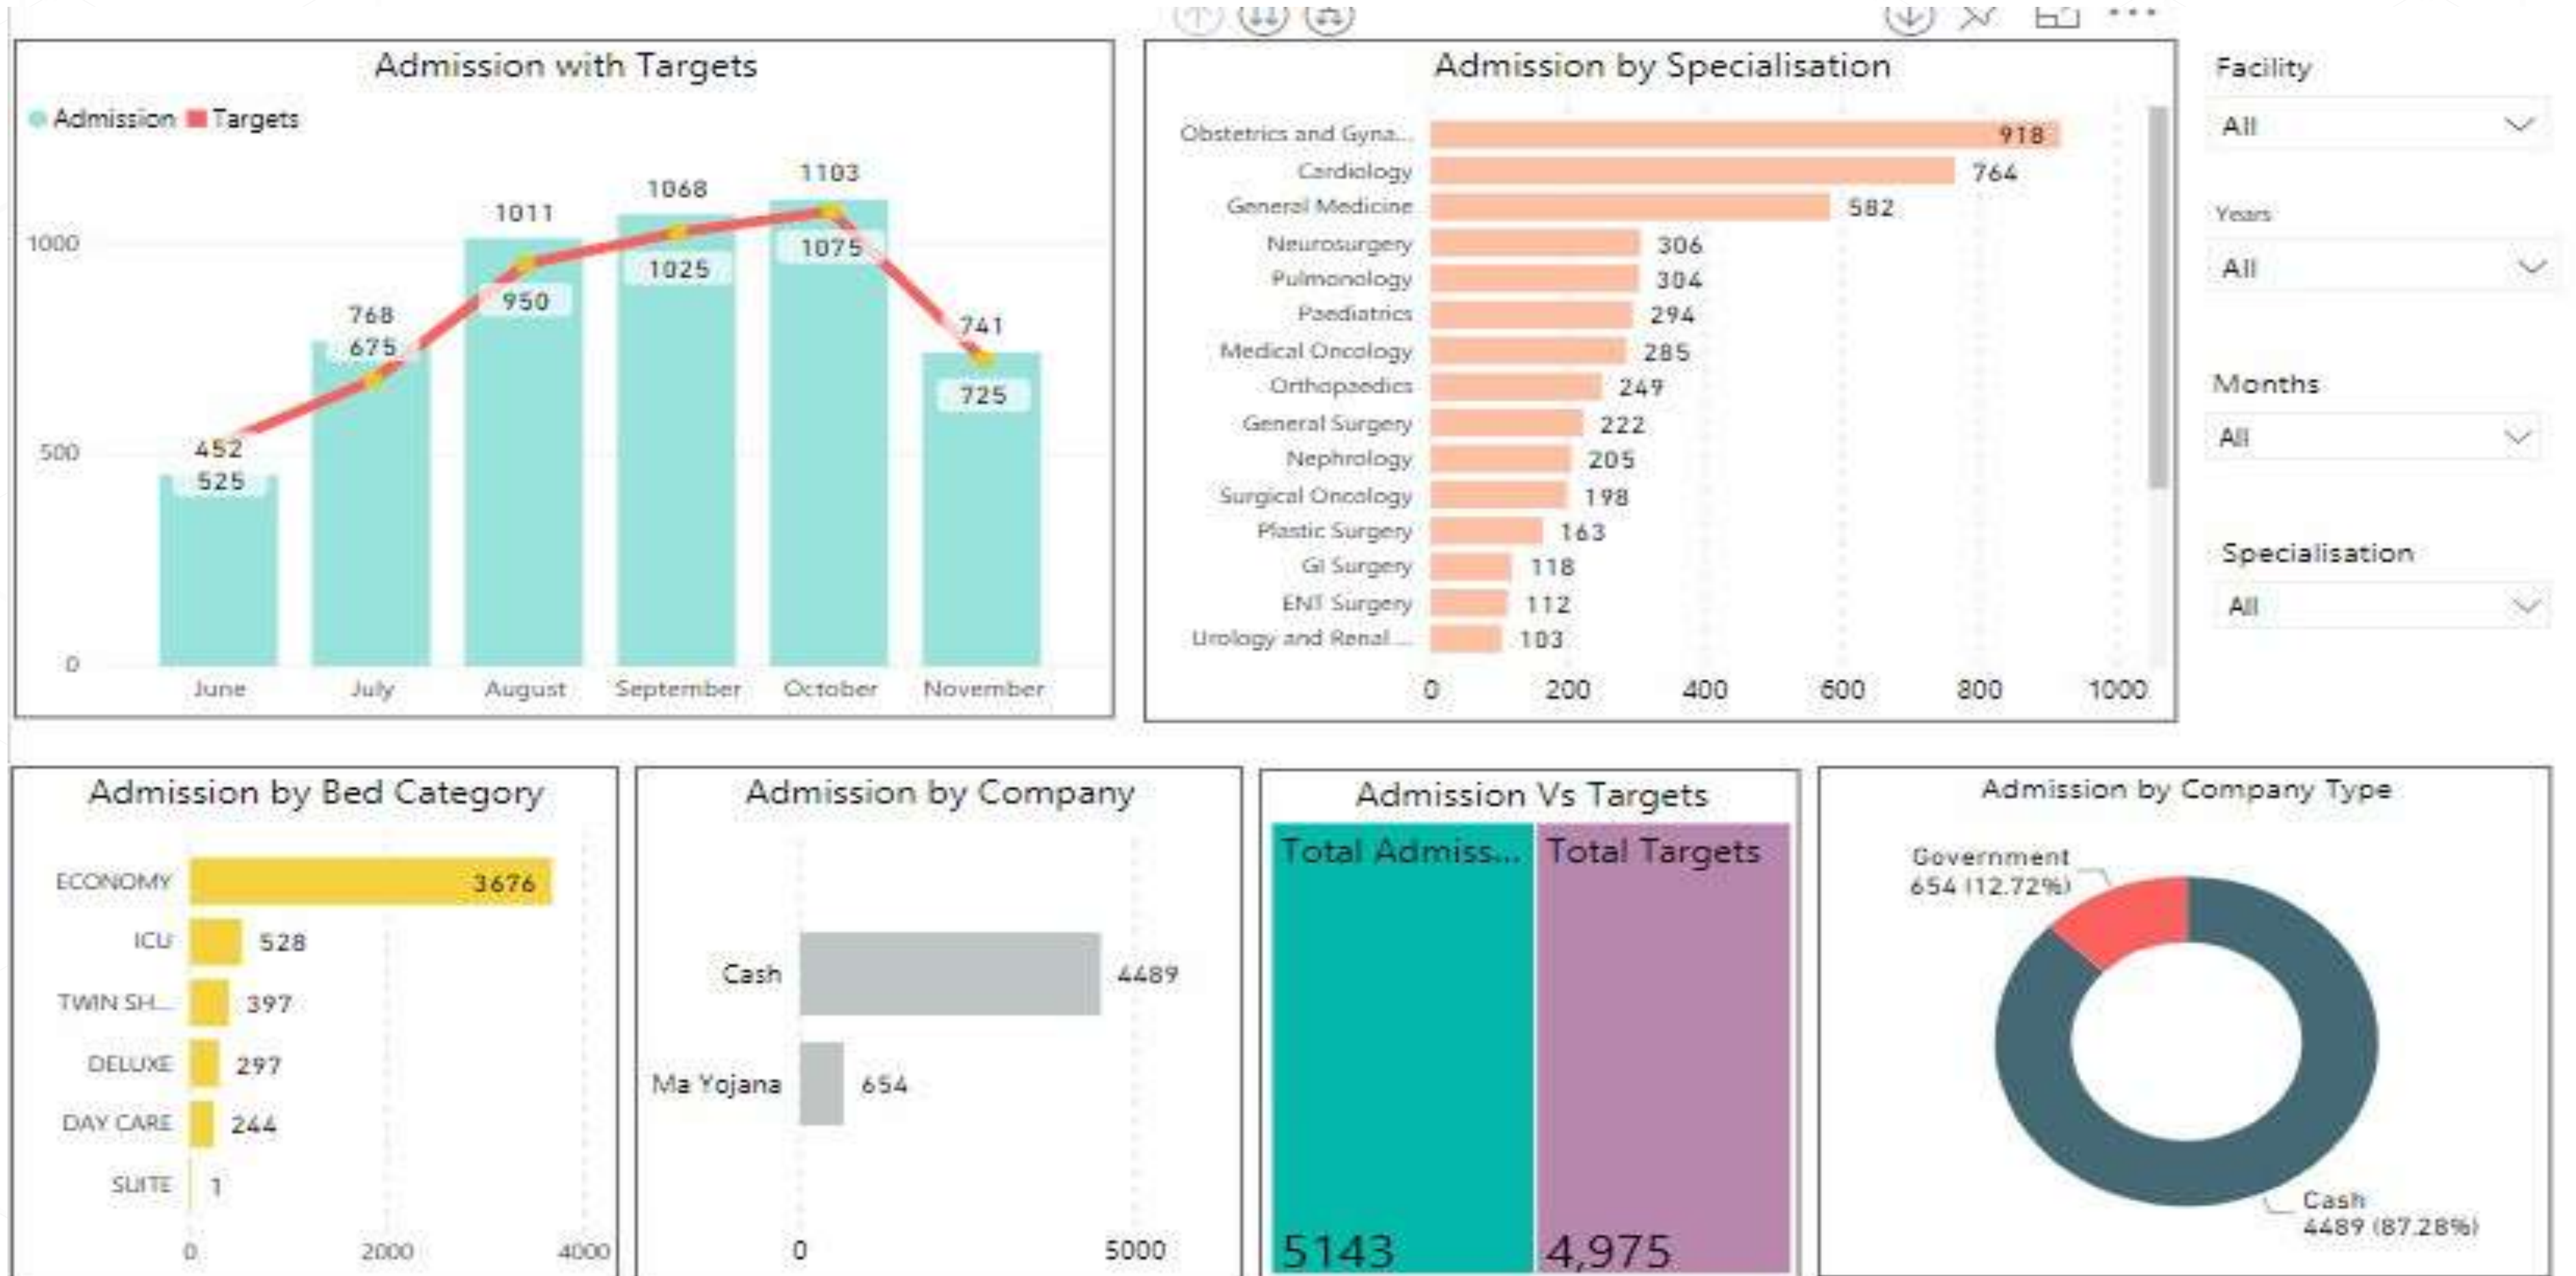 Admission with Targets
Admission Targets
1103
1068
1011
1000
1075
1025
950
768
741
675
725
500
452
525
0
June July August September October November
Admission by Specialisation
Obstetrics and Gyna... 918
Cardiology 764
General Medicine 582
Neurosurgery 306
Pulmonology 304
Paediatrics 294
Medical Oncology 285
Orthopaedics 249
General Surgery 222
Nephrology 205
Surgical Oncology 198
Plastic Surgery 163
GI Surgery 118
ENT Surgery 112
Urology and Renal ... 103
0 200 400 600 800 1000
Facility
All
Years
All
Months
All
Specialisation
All
Admission by Bed Category
ECONOMY 3676
ICU 528
TWIN SH... 397
DELUXE 297
DAY CARE 244
SUITE 1
0 2000 4000
Admission by Company
Cash 4489
Ma Yojana 654
0 5000
Admission Vs Targets
Total Admiss... Total Targets
5143 4,975
Admission by Company Type
Government
654 (12.72%)
Cash
4489 (87.28%)